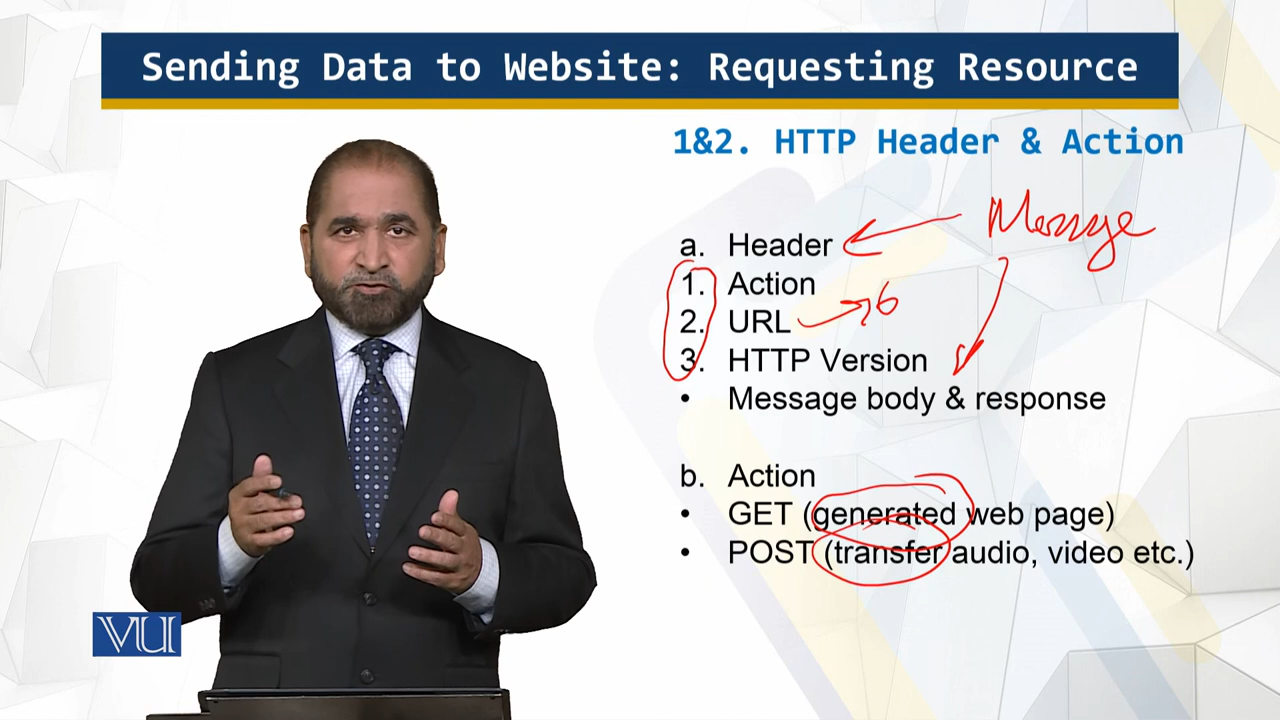 Sending Data to Website: Requesting Resource
1&2. HTTP Header & Action
Message
a. Header
1. Action
2. URL
3. HTTP Version
• Message body & response
b. Action
• GET (generated web page)
• POST (transfer audio, video etc.)
VU